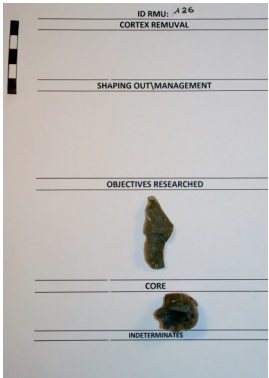 ID RMU: 126
CORTEX REMUVAL
SHAPING OUT\MANAGEMENT
OBJECTIVES RESEARCHED
CORE
INDETERMINATES